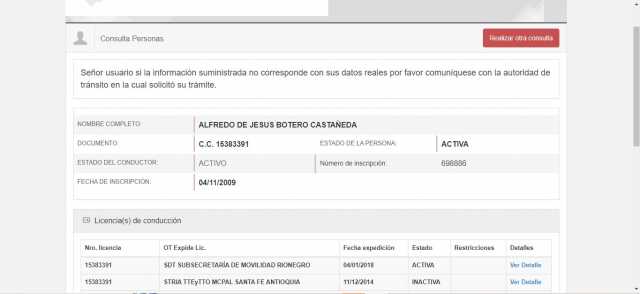 Consulta Personas
Realizar otra consulta
Señor usuario si la información suministrada no corresponde con sus datos reales por favor comuníquese con la autoridad de
tránsito en la cual solicitó su trámite.
NOMBRE COMPLETO: ALFREDO DE JESUS BOTERO CASTAÑEDA
DOCUMENTO: C.C. 15383391 ESTADO DE LA PERSONA: ACTIVA
ESTADO DEL CONDUCTOR: ACTIVO Número de inscripción: 698886
FECHA DE INSCRIPCIÓN: 04/11/2009
Licencia(s) de conducción
Nro. licencia OT Expide Lic. Fecha expedición Estado Restricciones Detalles
15383391 SDT SUBSECRETARÍA DE MOVILIDAD RIONEGRO 04/01/2018 ACTIVA Ver Detalle
15383391 STRIA TTEyTTO MCPAL SANTA FE ANTIOQUIA 11/12/2014 INACTIVA Ver Detalle